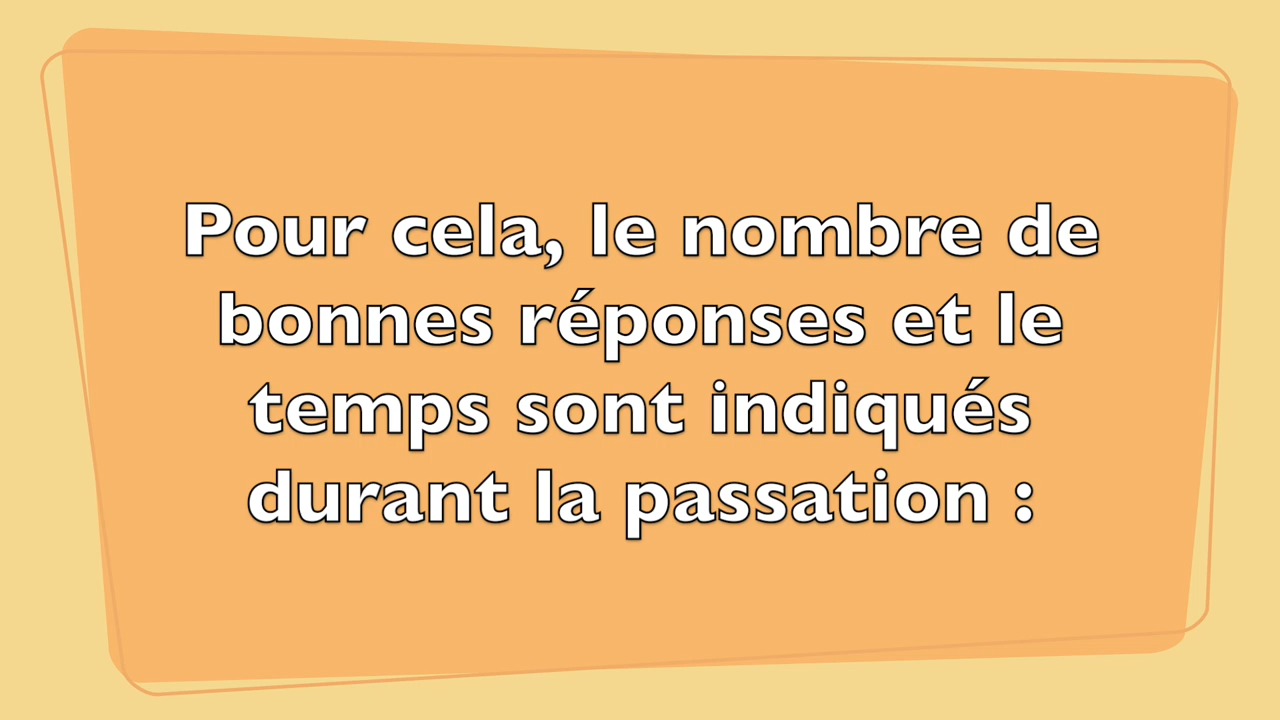 Pour cela, le nombre de
bonnes réponses et le
temps sont indiqués
durant la passation :